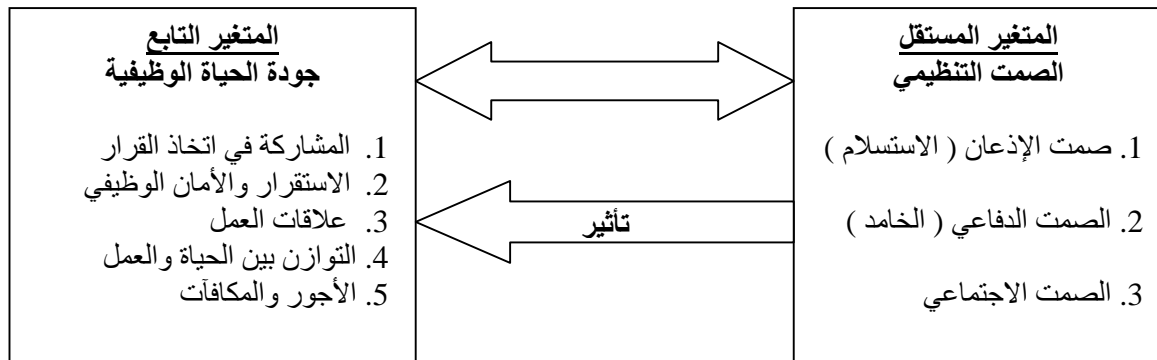 المتغير المستقل
الصمت التنظيمي
1. صمت الإذعان ( الاستسلام )
2. الصمت الدفاعي ( الخامد )
3. الصمت الاجتماعي
تأثير
المتغير التابع
جودة الحياة الوظيفية
1. المشاركة في اتخاذ القرار
2. الاستقرار والأمان الوظيفي
3. علاقات العمل
4. التوازن بين الحياة والعمل
5. الأجور والمكافآت